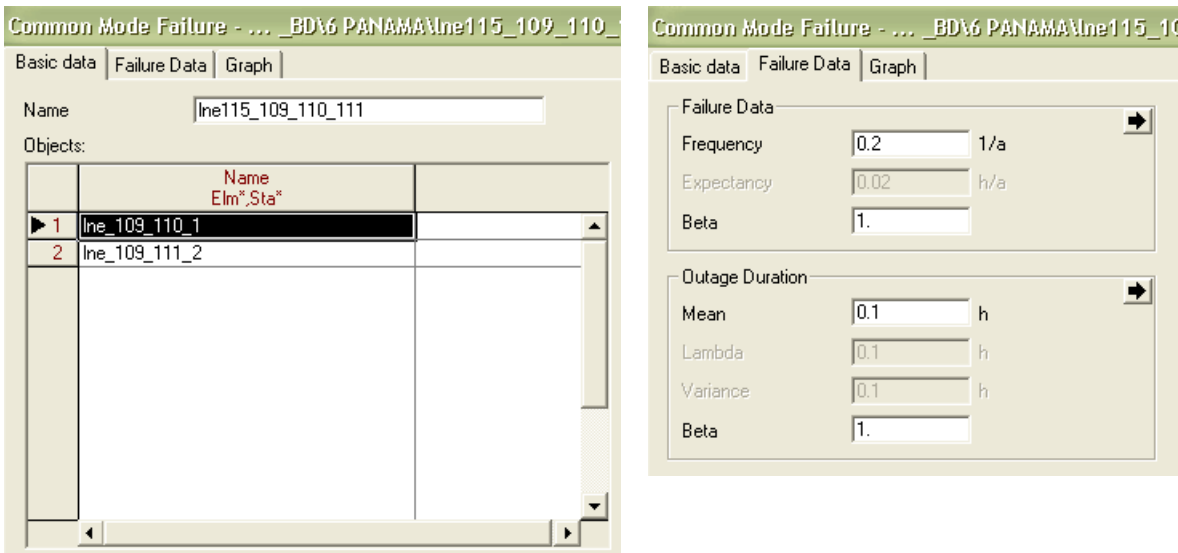 Common Mode Failure - ... _BD\6 PANAMA\lne115_109_110_
Basic data Failure Data Graph
Name lne115_109_110_111
Objects:
Name
Elm*,Sta*
1 lne_109_110_1
2 lne_109_111_2
Common Mode Failure - ... _BD\6 PANAMA\lne115_10
Basic data Failure Data Graph
Failure Data
Frequency 0.2 1/a
Expectancy 0.02 h/a
Beta 1.
Outage Duration
Mean 0.1 h
Lambda 0.1 h
Variance 0.1 h
Beta 1.